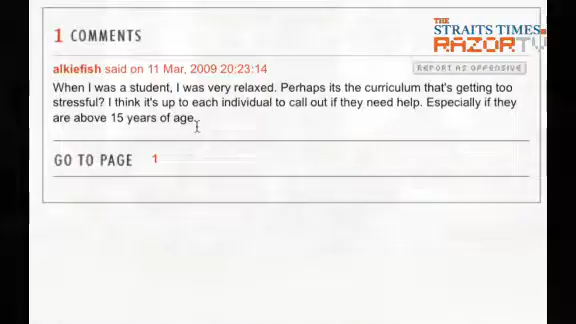 1 COMMENTS
THE
STRAITS TIMES
RAZORTV
alkiefish said on 11 Mar, 2009 20:23:14
REPORT AS OFFENSIVE
When I was a student, I was very relaxed. Perhaps its the curriculum that's getting too
stressful? I think it's up to each individual to call out if they need help. Especially if they
are above 15 years of age.
GO TO PAGE 1